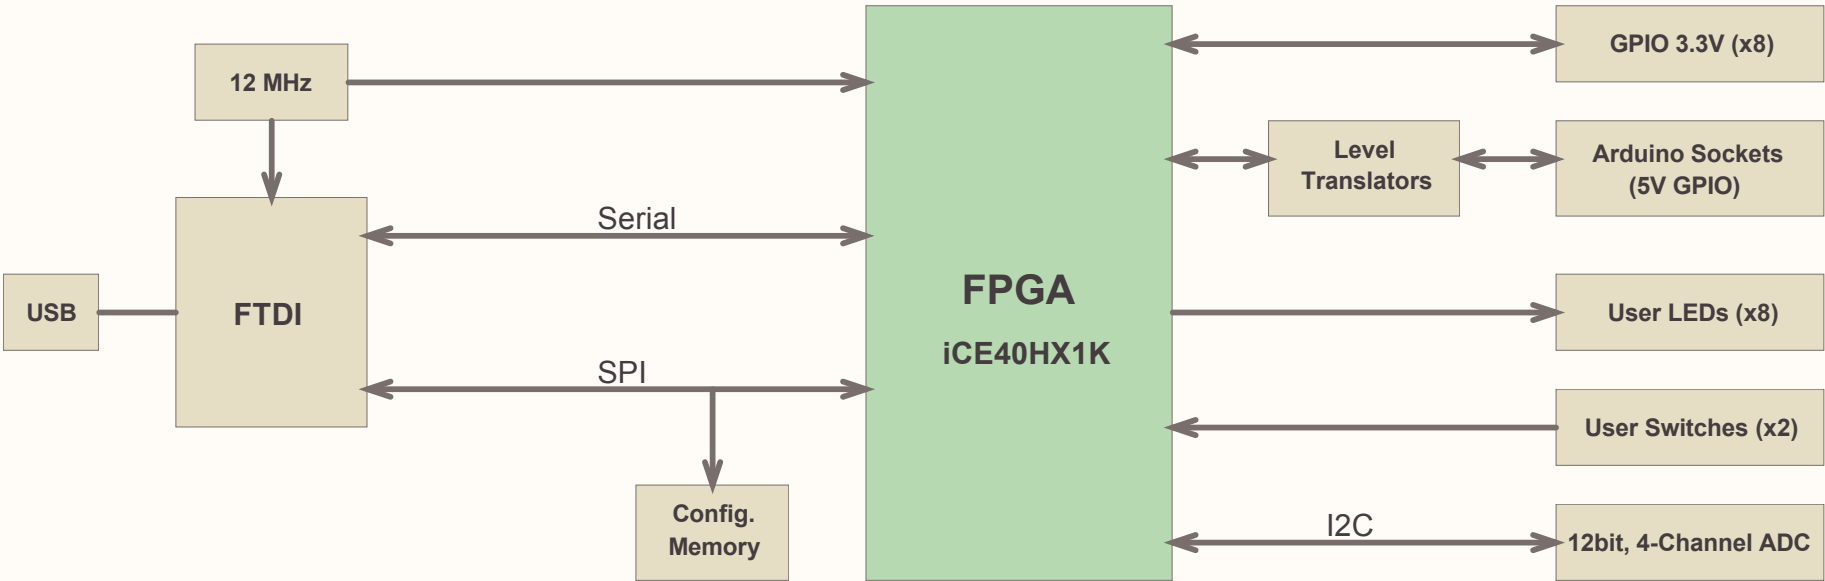 GPIO 3.3V (x8)
12 MHz
Level
Translators
Arduino Sockets
(5V GPIO)
Serial
USB
FTDI
FPGA
iCE40HX1K
User LEDs (x8)
SPI
User Switches (x2)
Config.
Memory
I2C
12bit, 4-Channel ADC